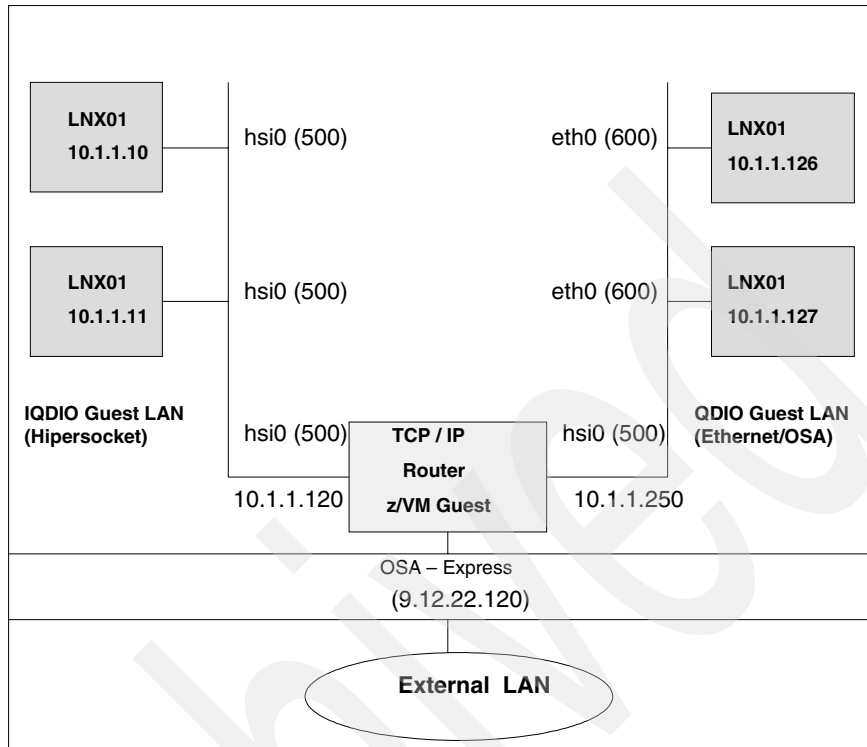 LNX01
10.1.1.10
hsi0 (500)
eth0 (600)
LNX01
10.1.1.126
LNX01
10.1.1.11
hsi0 (500)
eth0 (600)
LNX01
10.1.1.127
IQDIO Guest LAN
(Hipersocket)
QDIO Guest LAN
(Ethernet/OSA)
hsi0 (500)
TCP / IP
Router
z/VM Guest
hsi0 (500)
10.1.1.120
10.1.1.250
OSA – Express
(9.12.22.120)
External LAN